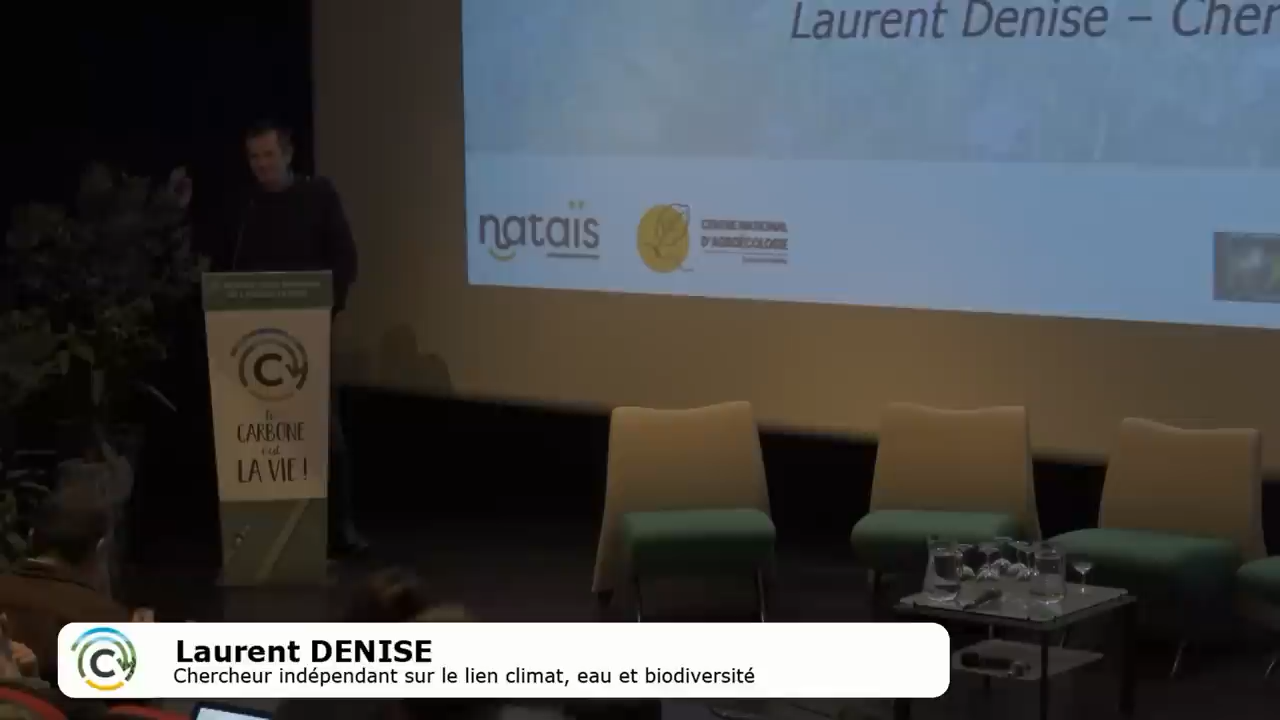 Laurent Denise – Cher
nataïs
CENTRE NATIONAL
D'AGROÉCOLOGIE
C
le
CARBONE
est
LA VIE !
C
Laurent DENISE
Chercheur indépendant sur le lien climat, eau et biodiversité